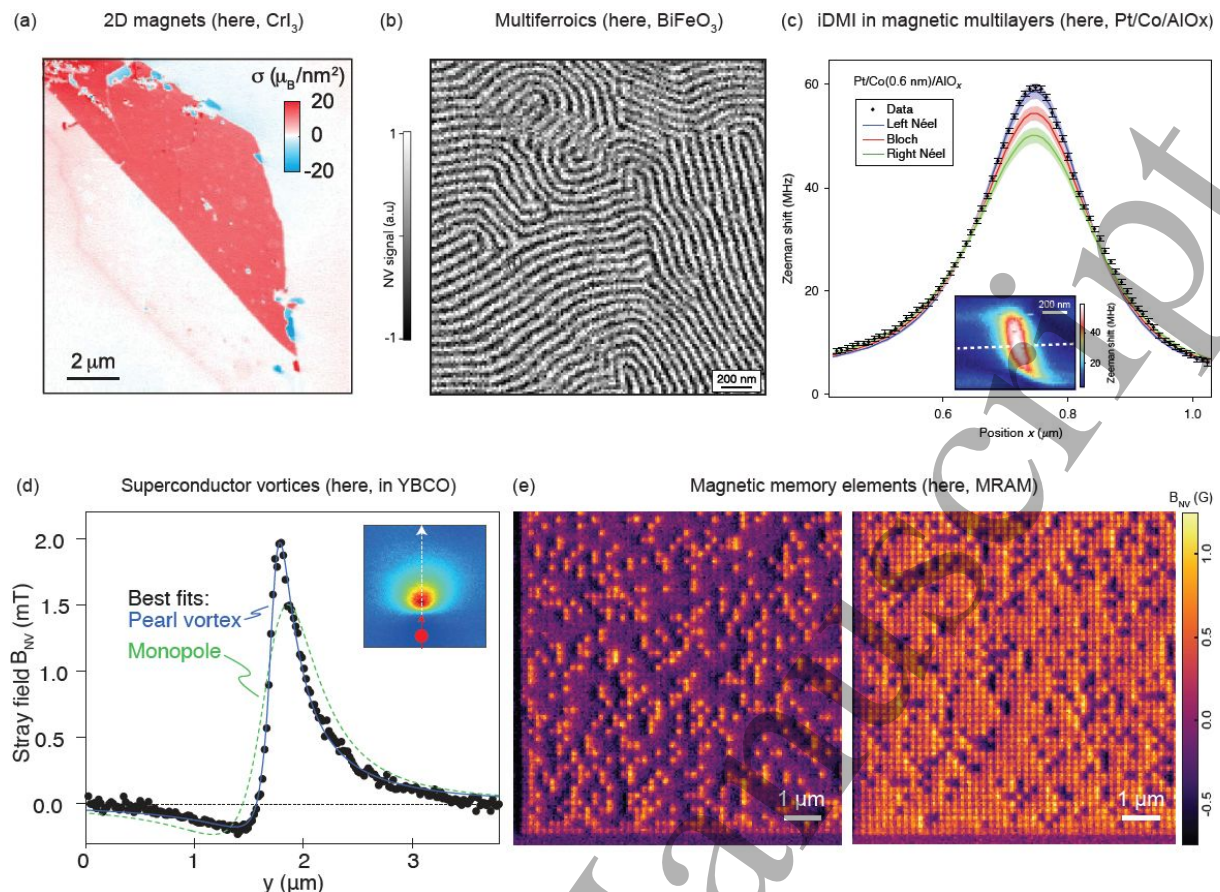 (a) 2D magnets (here, CrI₃)
σ (μ_B/nm²)
20
0
-20
2 μm
(b) Multiferroics (here, BiFeO₃)
1
NV signal (a.u)
-1
200 nm
(c) iDMI in magnetic multilayers (here, Pt/Co/AlOx)
60
40
20
0
Zeeman shift (MHz)
Pt/Co(0.6 nm)/AlOₓ
Data
Left Néel
Bloch
Right Néel
200 nm
40
20
Zeeman shift (MHz)
0.6
0.8
1.0
Position x (μm)
(d) Superconductor vortices (here, in YBCO)
2.0
1.5
1.0
0.5
0.0
Stray field B_NV (mT)
Best fits:
Pearl vortex
Monopole
0
1
2
3
y (μm)
(e) Magnetic memory elements (here, MRAM)
1 μm
1 μm
B_NV (G)
1.0
0.5
0.0
-0.5